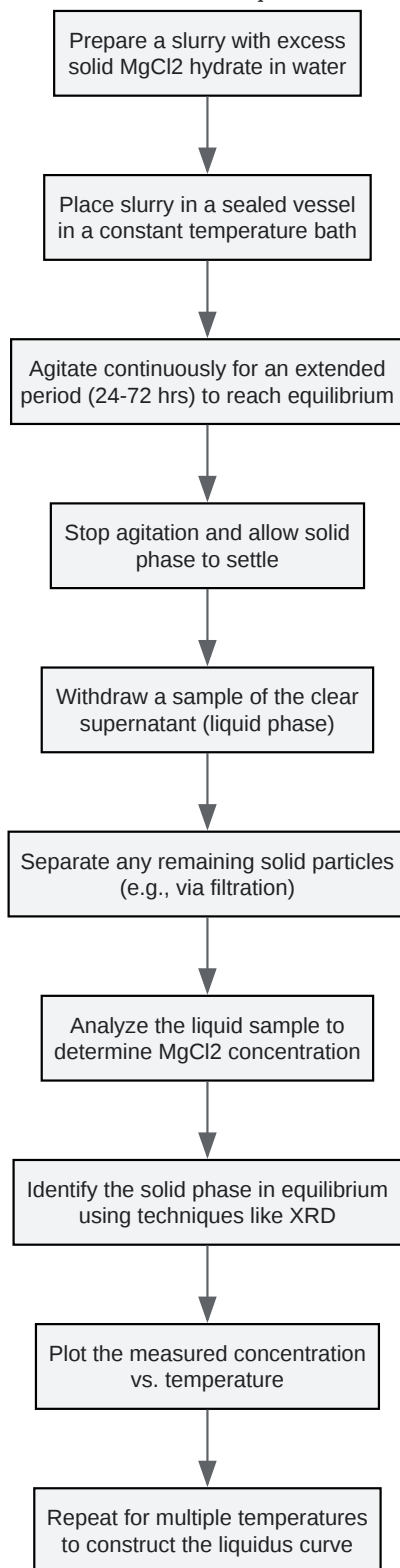 Prepare a slurry with excess
solid MgCl2 hydrate in water
Place slurry in a sealed vessel
in a constant temperature bath
Agitate continuously for an extended
period (24-72 hrs) to reach equilibrium
Stop agitation and allow solid
phase to settle
Withdraw a sample of the clear
supernatant (liquid phase)
Separate any remaining solid particles
(e.g., via filtration)
Analyze the liquid sample to
determine MgCl2 concentration
Identify the solid phase in equilibrium
using techniques like XRD
Plot the measured concentration
vs. temperature
Repeat for multiple temperatures
to construct the liquidus curve